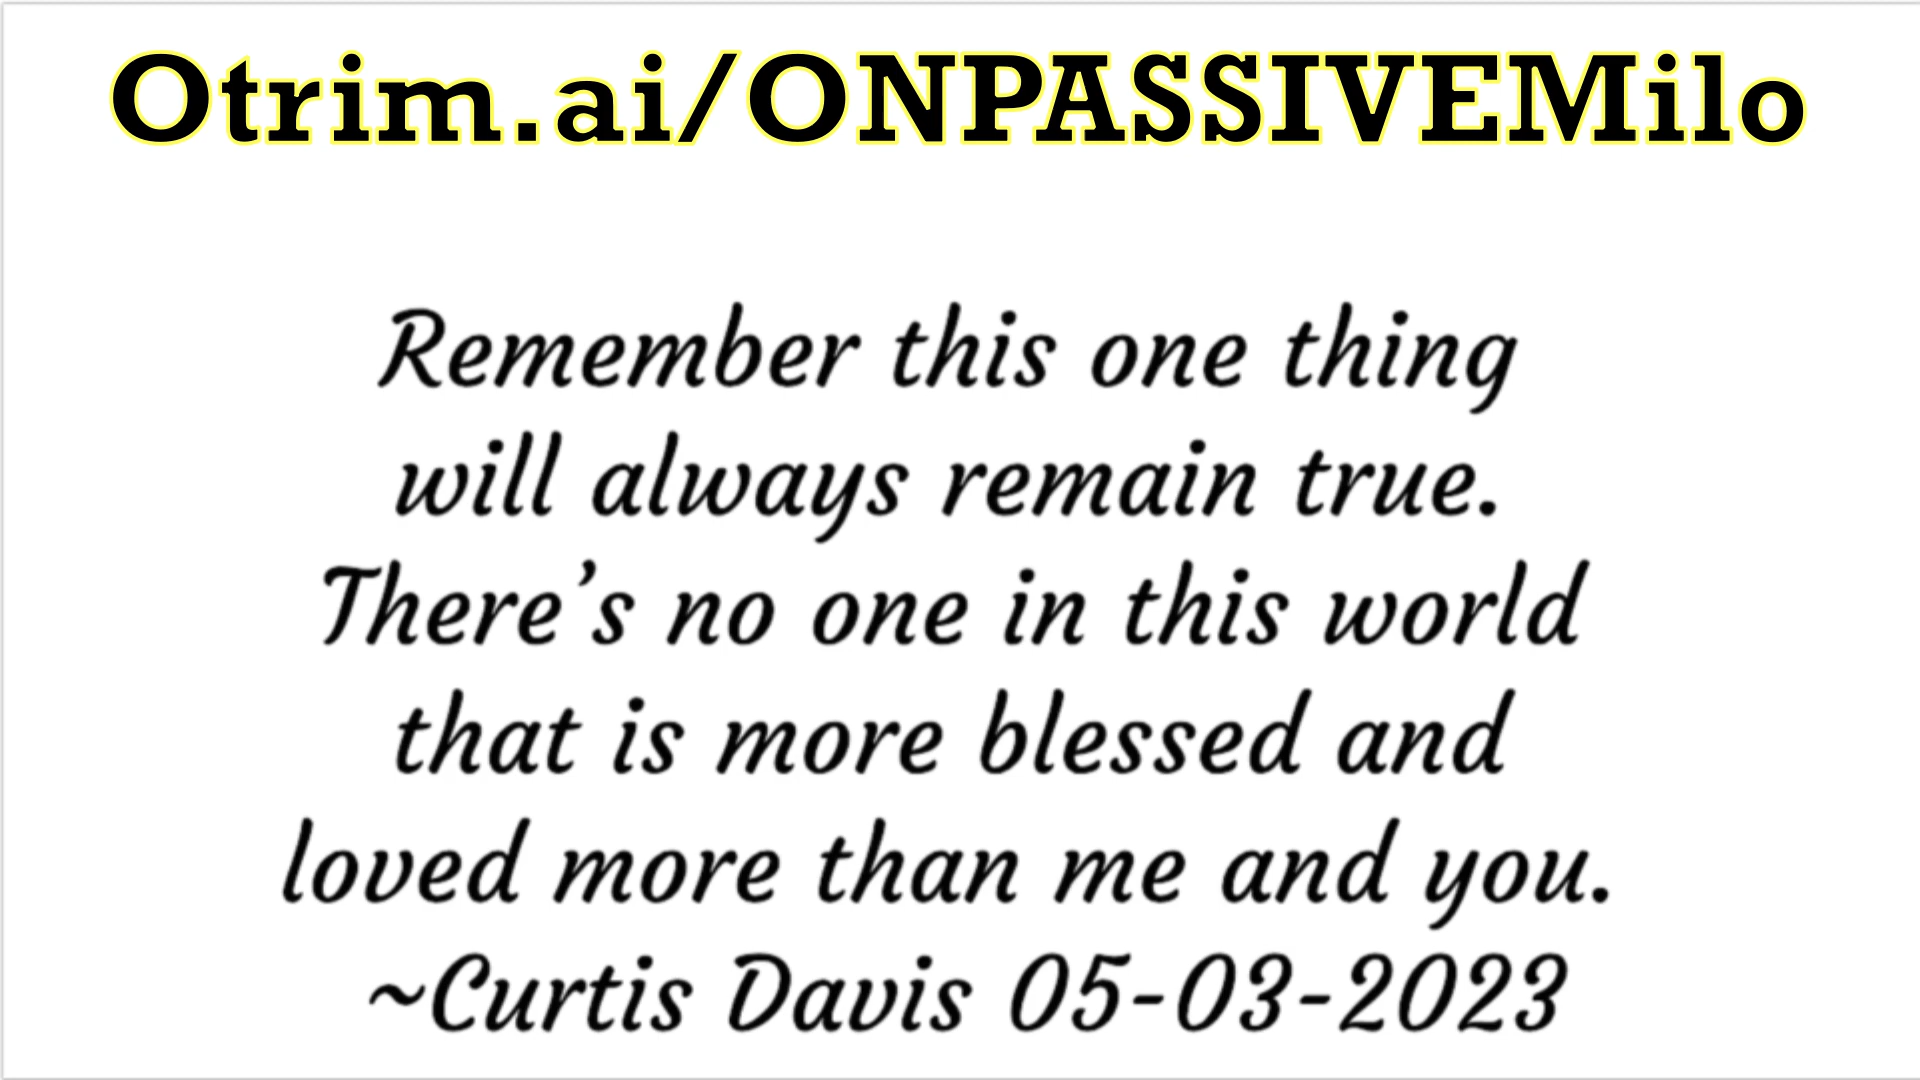 Otrim.ai/ONPASSIVEMilo
Remember this one thing
will always remain true.
There’s no one in this world
that is more blessed and
loved more than me and you.
~Curtis Davis 05-03-2023